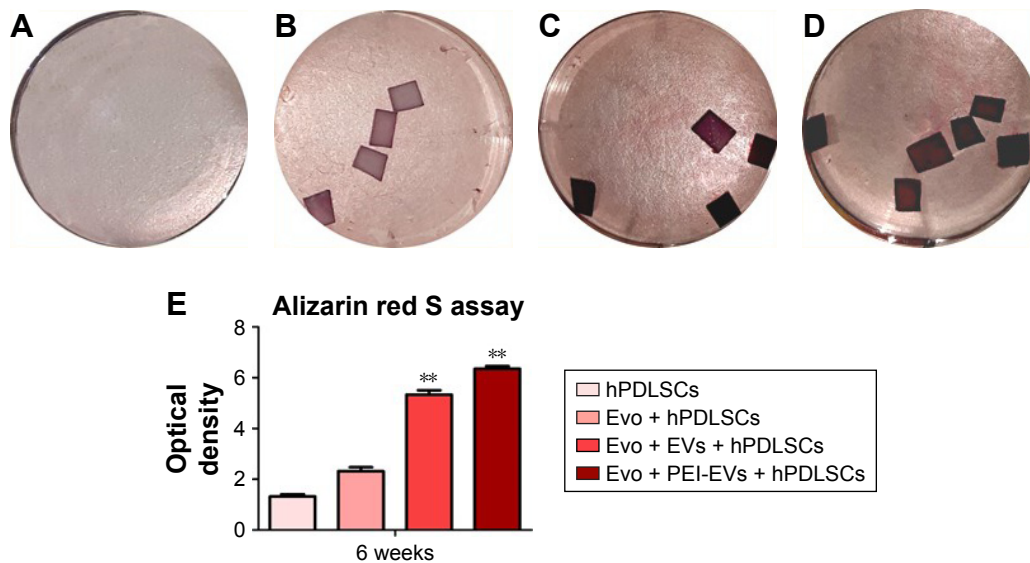 A
B
C
D
E
Alizarin red S assay
Optical
density
8
6
4
2
0
**
**
6 weeks
hPDLSCs
Evo + hPDLSCs
Evo + EVs + hPDLSCs
Evo + PEI-EVs + hPDLSCs